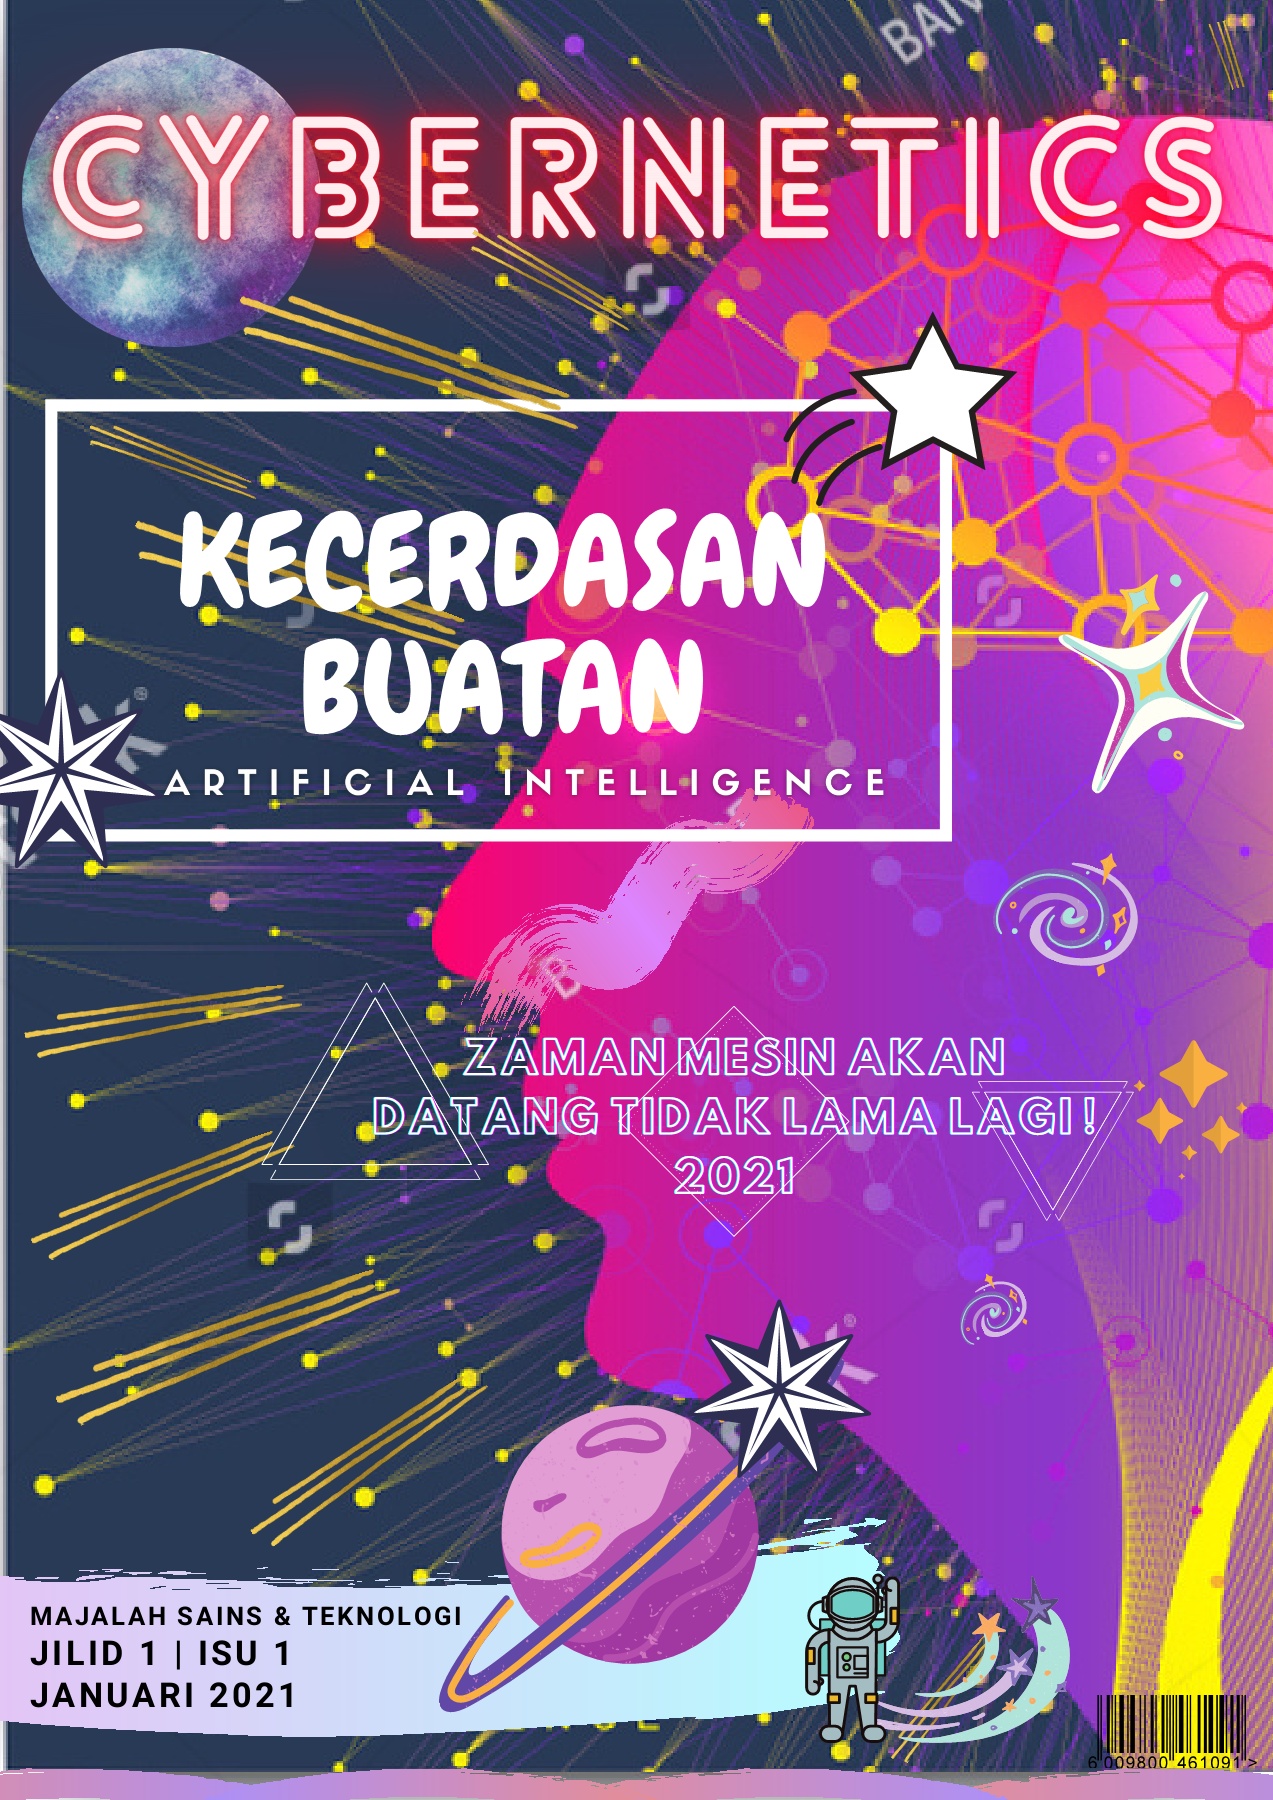 CYBERNETICS
KECERDASAN
BUATAN
ARTIFICIAL INTELLIGENCE
ZAMAN MESIN AKAN
DATANG TIDAK LAMA LAGI!
2021
MAJALAH SAINS & TEKNOLOGI
JILID 1 | ISU 1
JANUARI 2021
6 009800 461091 >